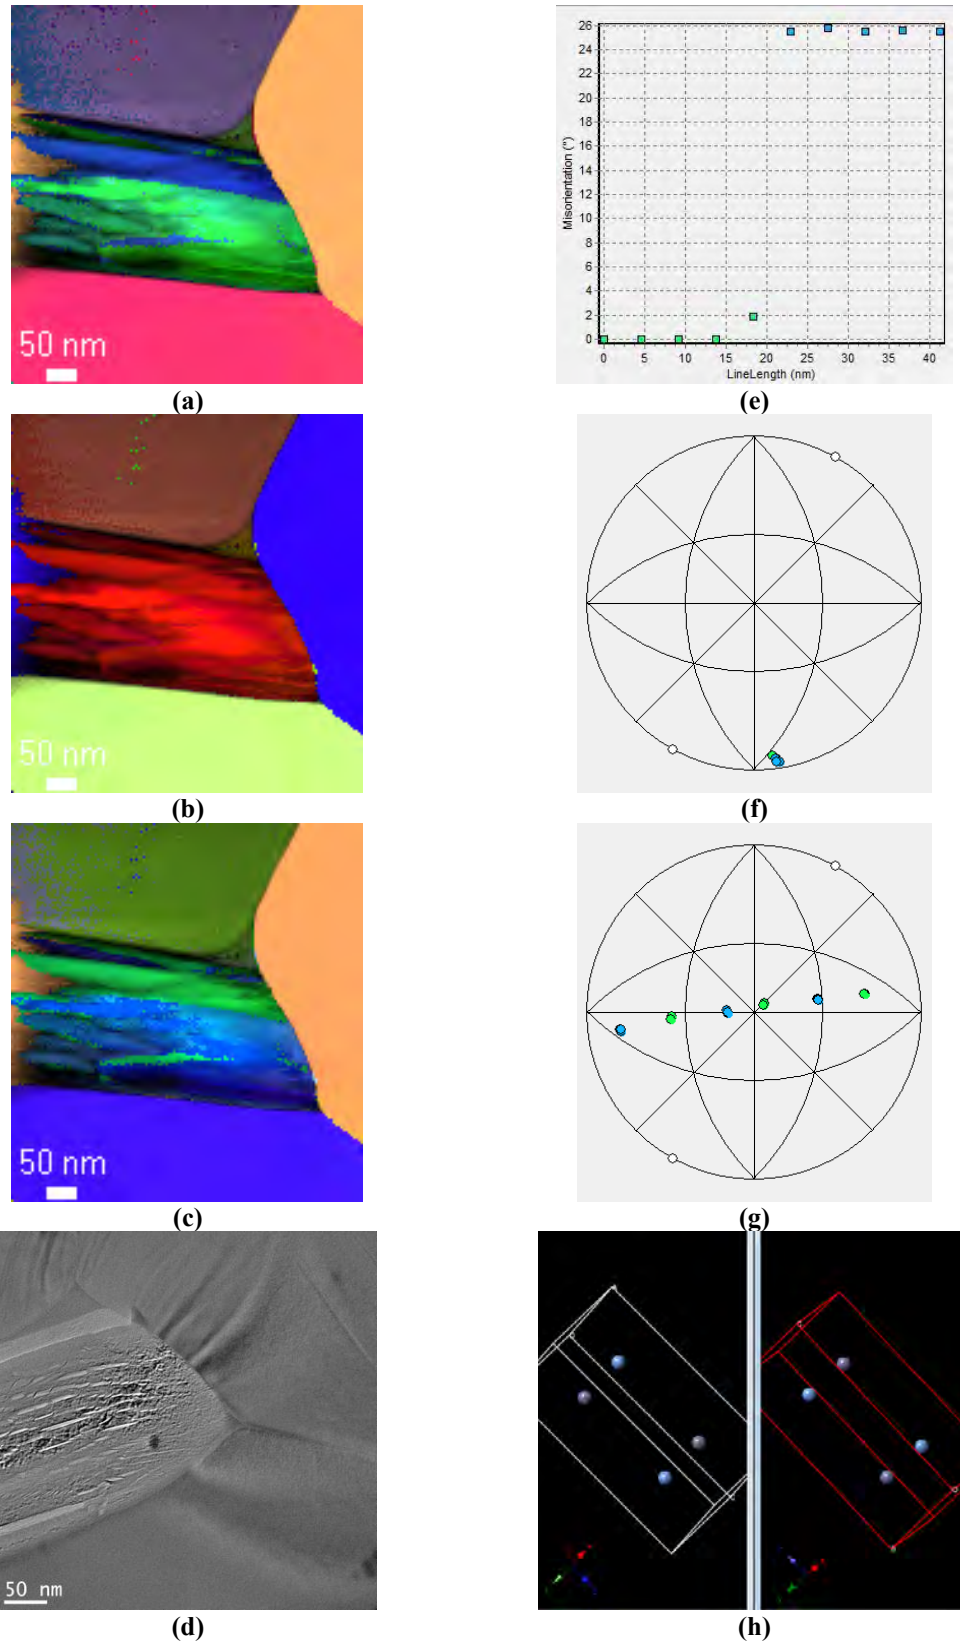 50 nm
(a)
26
24
22
20
18
16
14
12
10
8
6
4
2
0
Misorientation (°)
0 5 10 15 20 25 30 35 40
LineLength (nm)
(e)
50 nm
(b)
(f)
50 nm
(c)
(g)
50 nm
(d)
(h)